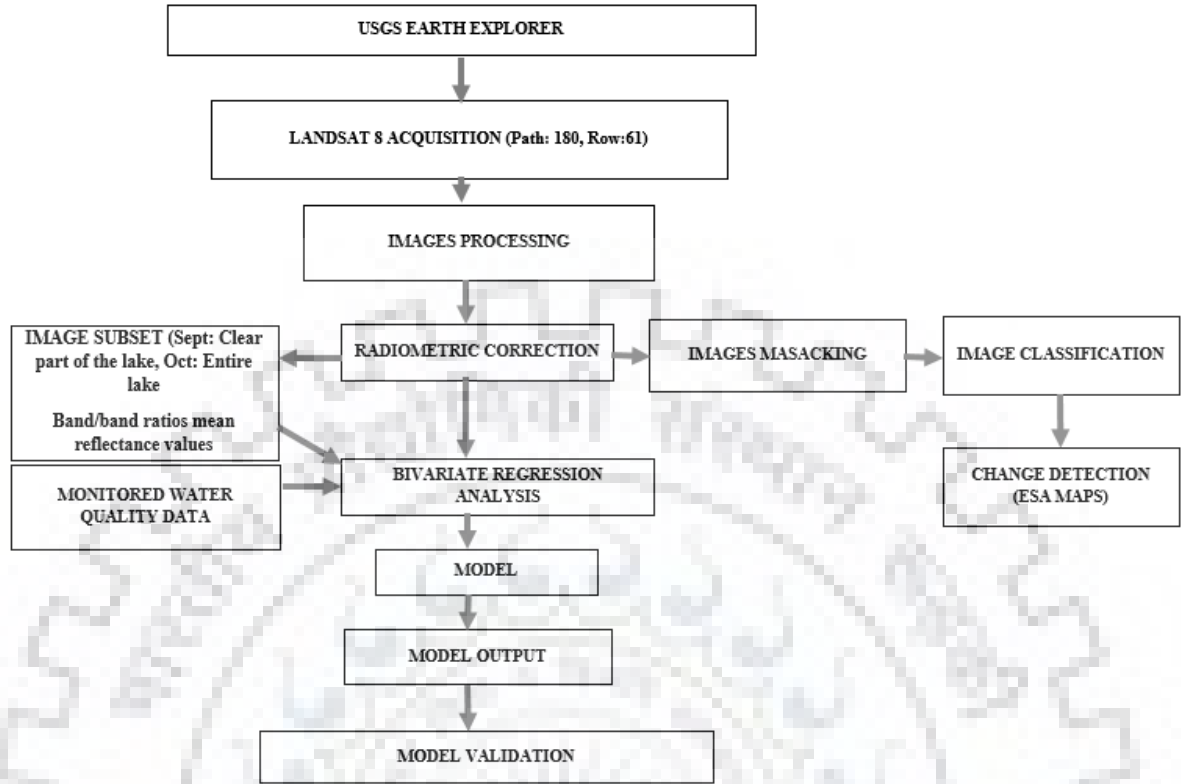 USGS EARTH EXPLORER
LANDSAT 8 ACQUISITION (Path: 180, Row:61)
IMAGES PROCESSING
IMAGE SUBSET (Sept: Clear
part of the lake, Oct: Entire
lake
Band/band ratios mean
reflectance values
RADIOMETRIC CORRECTION
IMAGES MASACKING
IMAGE CLASSIFICATION
MONITORED WATER
QUALITY DATA
BIVARIATE REGRESSION
ANALYSIS
CHANGE DETECTION
(ESA MAPS)
MODEL
MODEL OUTPUT
MODEL VALIDATION